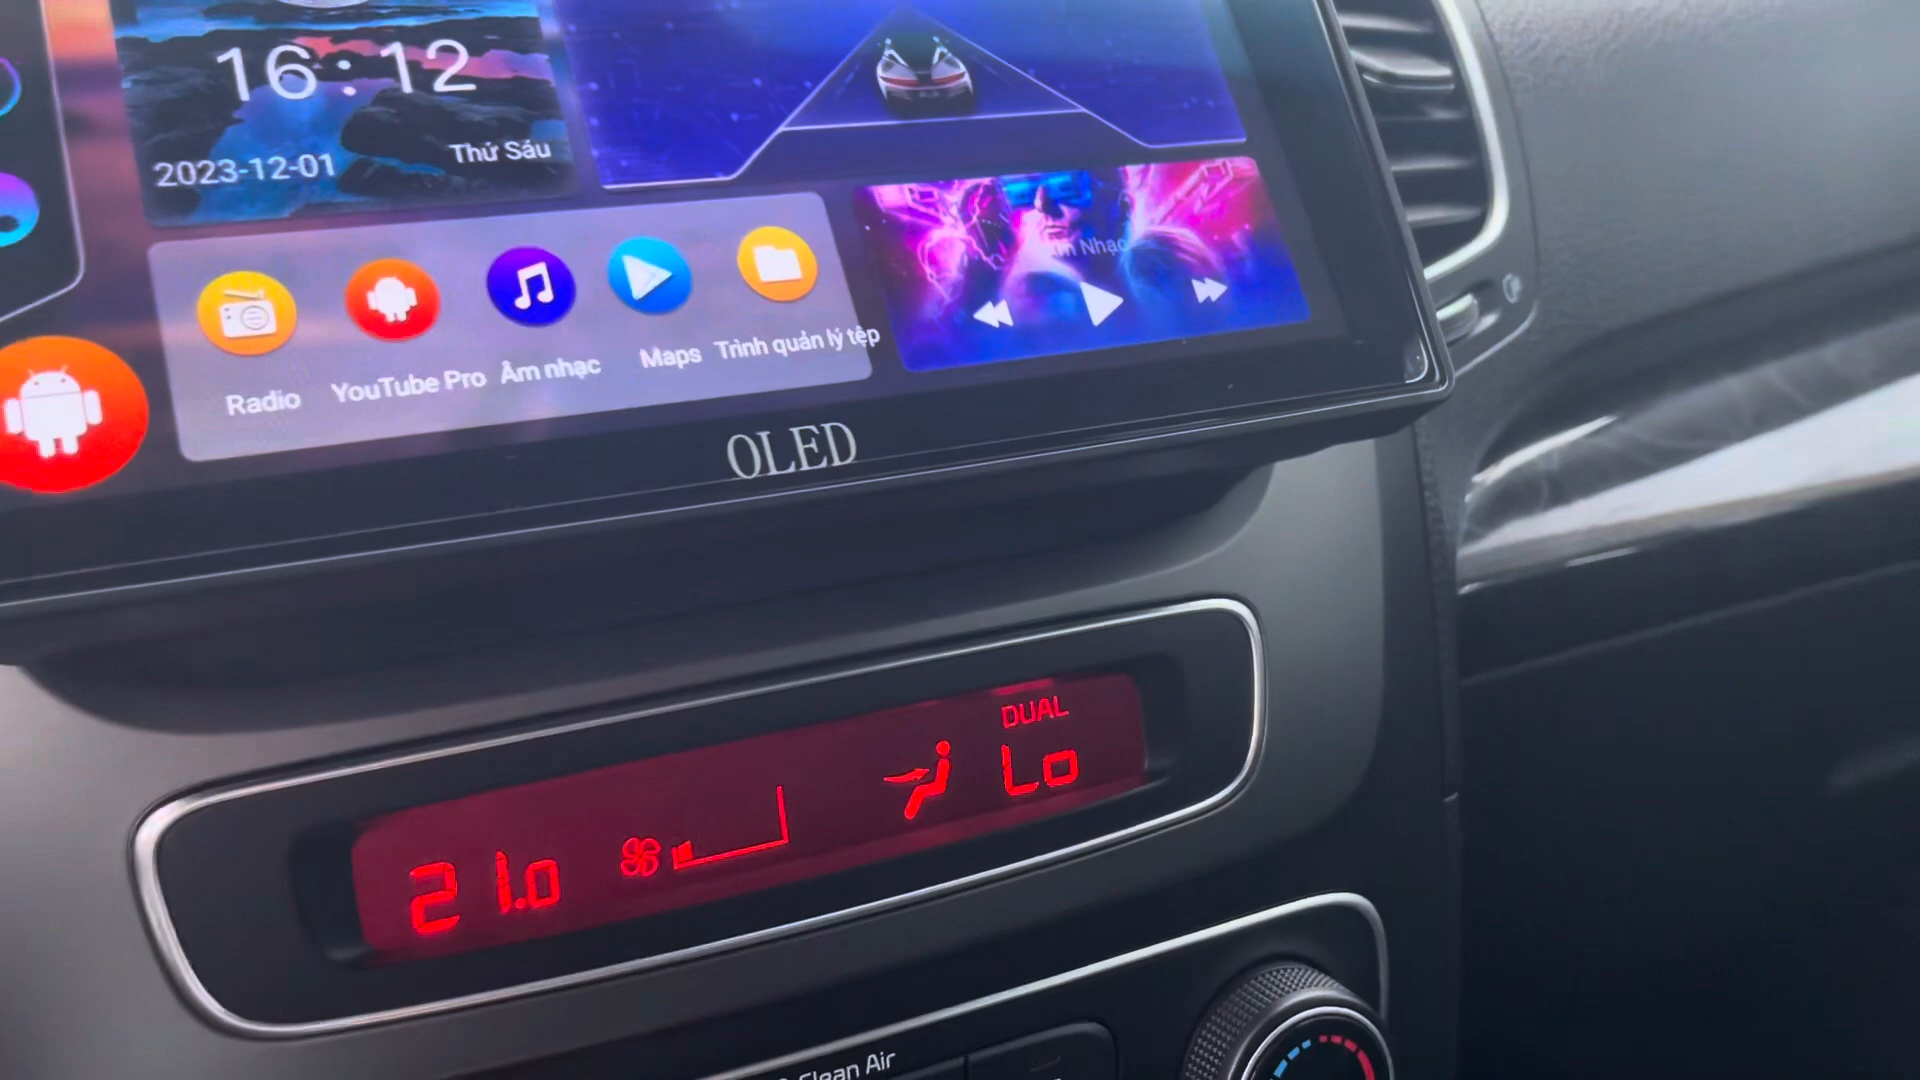 16:12
2023-12-01
Thứ Sáu
Radio
YouTube Pro
Âm nhạc
Maps
Trình quản lý tệp
Nhạc
OLED
DUAL
21.0
Lo
Clean Air